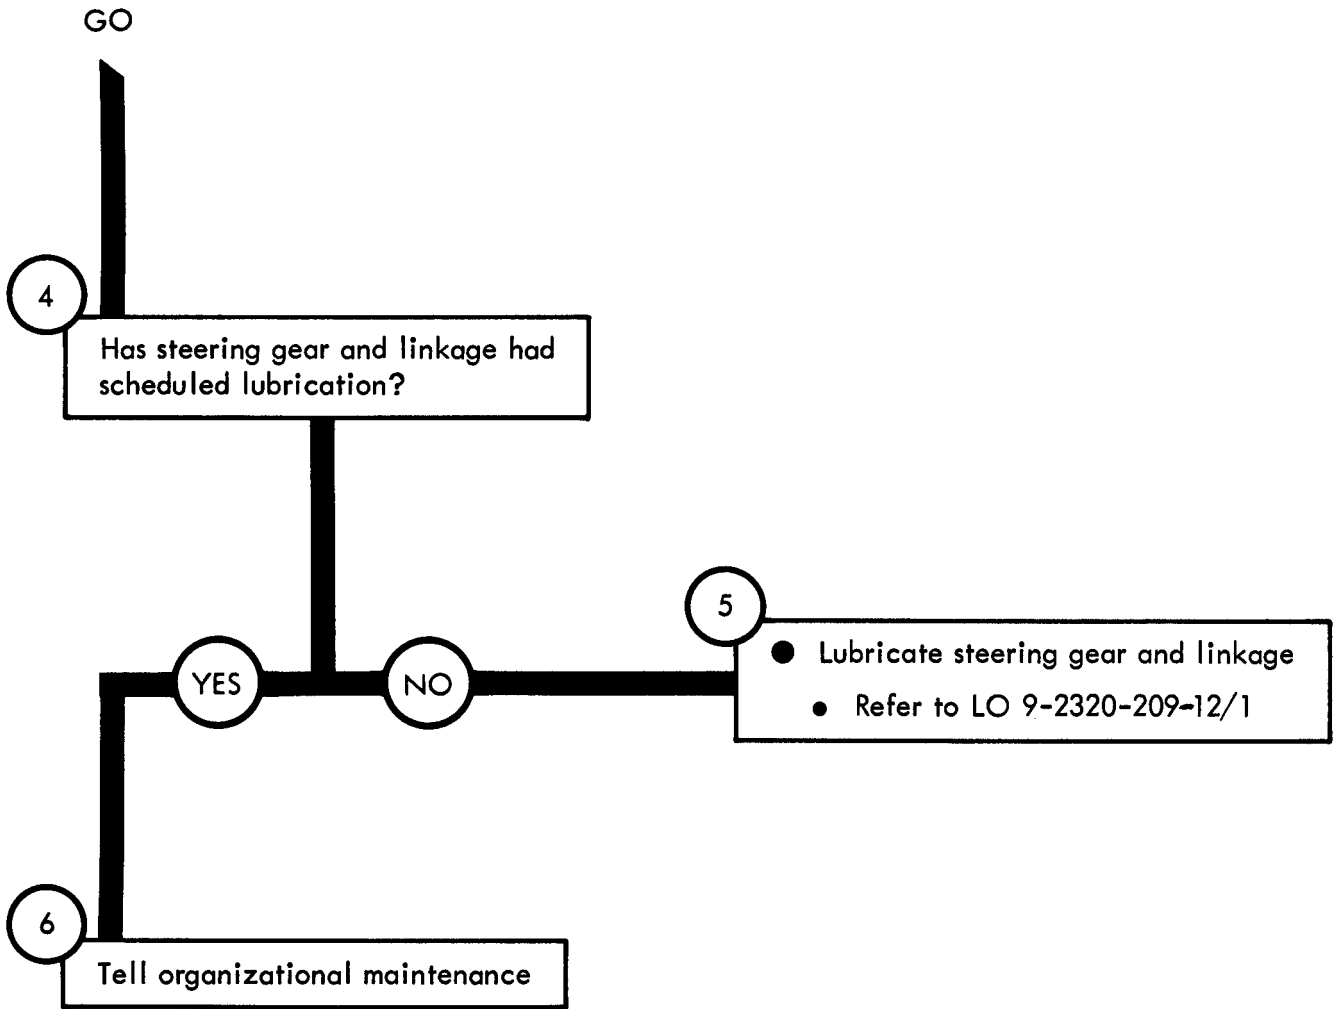 GO
4
Has steering gear and linkage had
scheduled lubrication?
YES
NO
5
● Lubricate steering gear and linkage
● Refer to LO 9-2320-209-12/1
6
Tell organizational maintenance